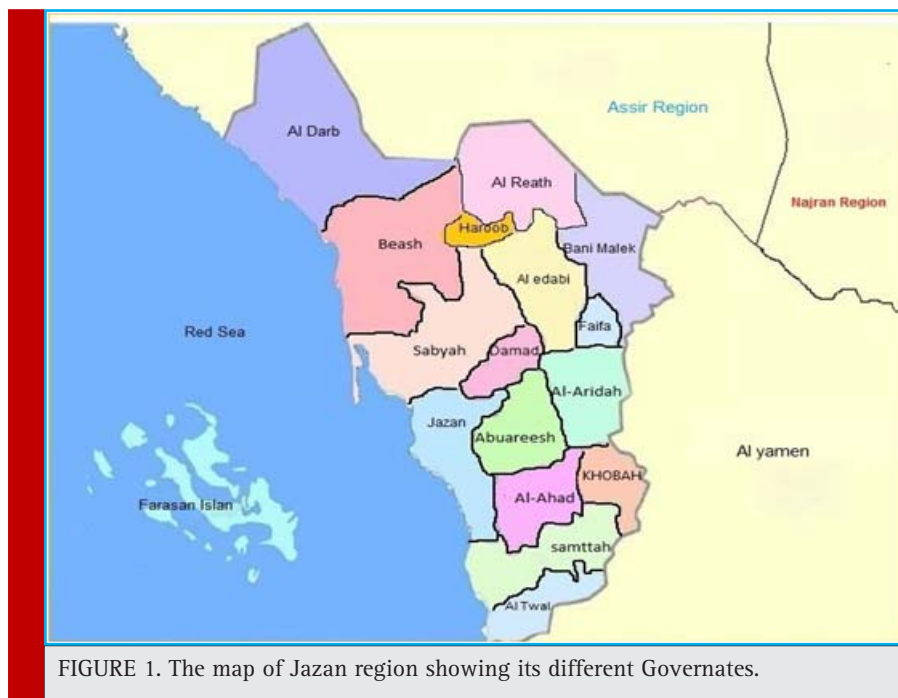 Assir Region
Al Darb
Al Reath
Najran Region
Haroob
Beash
Bani Malek
Al edabi
Red Sea
Faifa
Sabyah
Damad
Al-Aridah
Jazan
Abuareesh
Al yamen
KHOBAH
Al-Ahad
Farasan Islan
samttah
Al Twal
FIGURE 1. The map of Jazan region showing its different Governates.